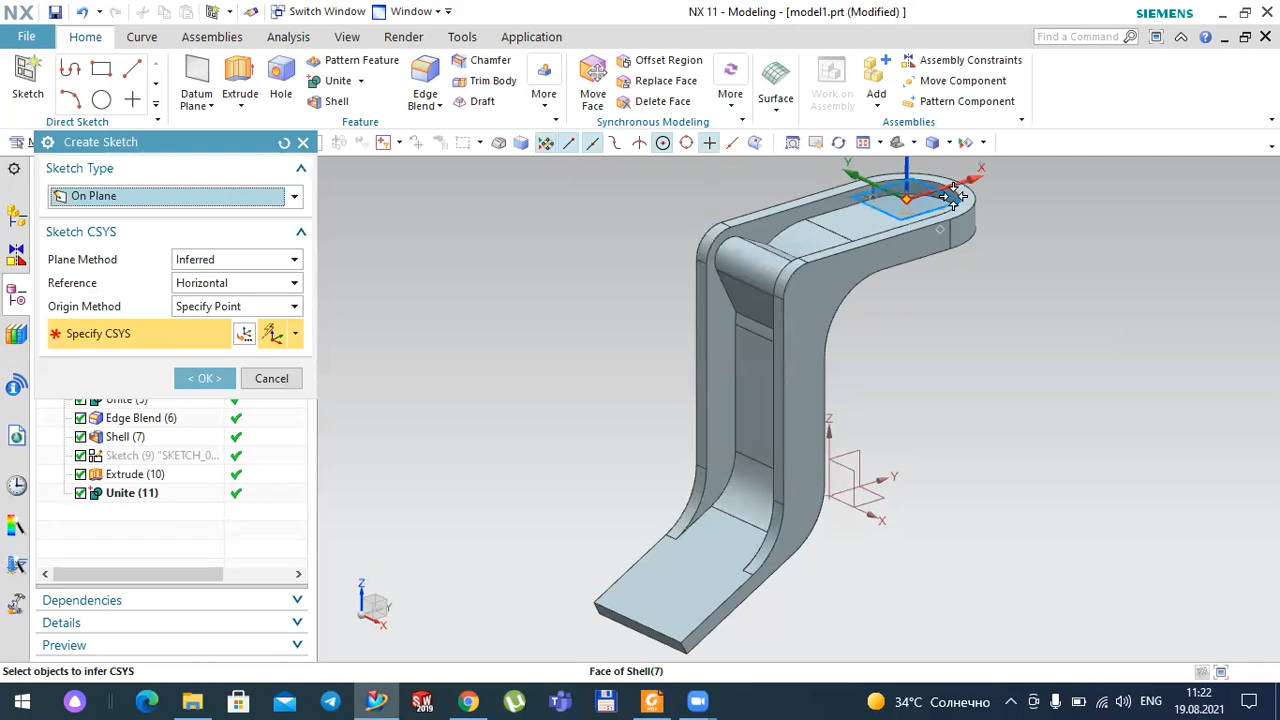 NX
Switch Window
Window
NX 11 - Modeling - [model1.prt (Modified) ]
SIEMENS
File
Home
Curve
Assemblies
Analysis
View
Render
Tools
Application
Find a Command
Sketch
Direct Sketch
Datum
Plane
Extrude
Hole
Pattern Feature
Unite
Shell
Edge
Blend
Chamfer
Trim Body
Draft
More
Feature
Move
Face
Offset Region
Replace Face
Delete Face
More
Synchronous Modeling
Surface
Work on
Assembly
Add
Assembly Constraints
Move Component
Pattern Component
Assemblies
Create Sketch
Sketch Type
On Plane
Sketch CSYS
Plane Method
Inferred
Reference
Horizontal
Origin Method
Specify Point
* Specify CSYS
< OK >
Cancel
Unite (5)
Edge Blend (6)
Shell (7)
Sketch (9) "SKETCH_0...
Extrude (10)
Unite (11)
Dependencies
Details
Preview
Y
X
Z
Y
X
Z
Y
X
Select objects to infer CSYS
Face of Shell(7)
SW
2019
PDF
34°C Солнечно
ENG
11:22
19.08.2021